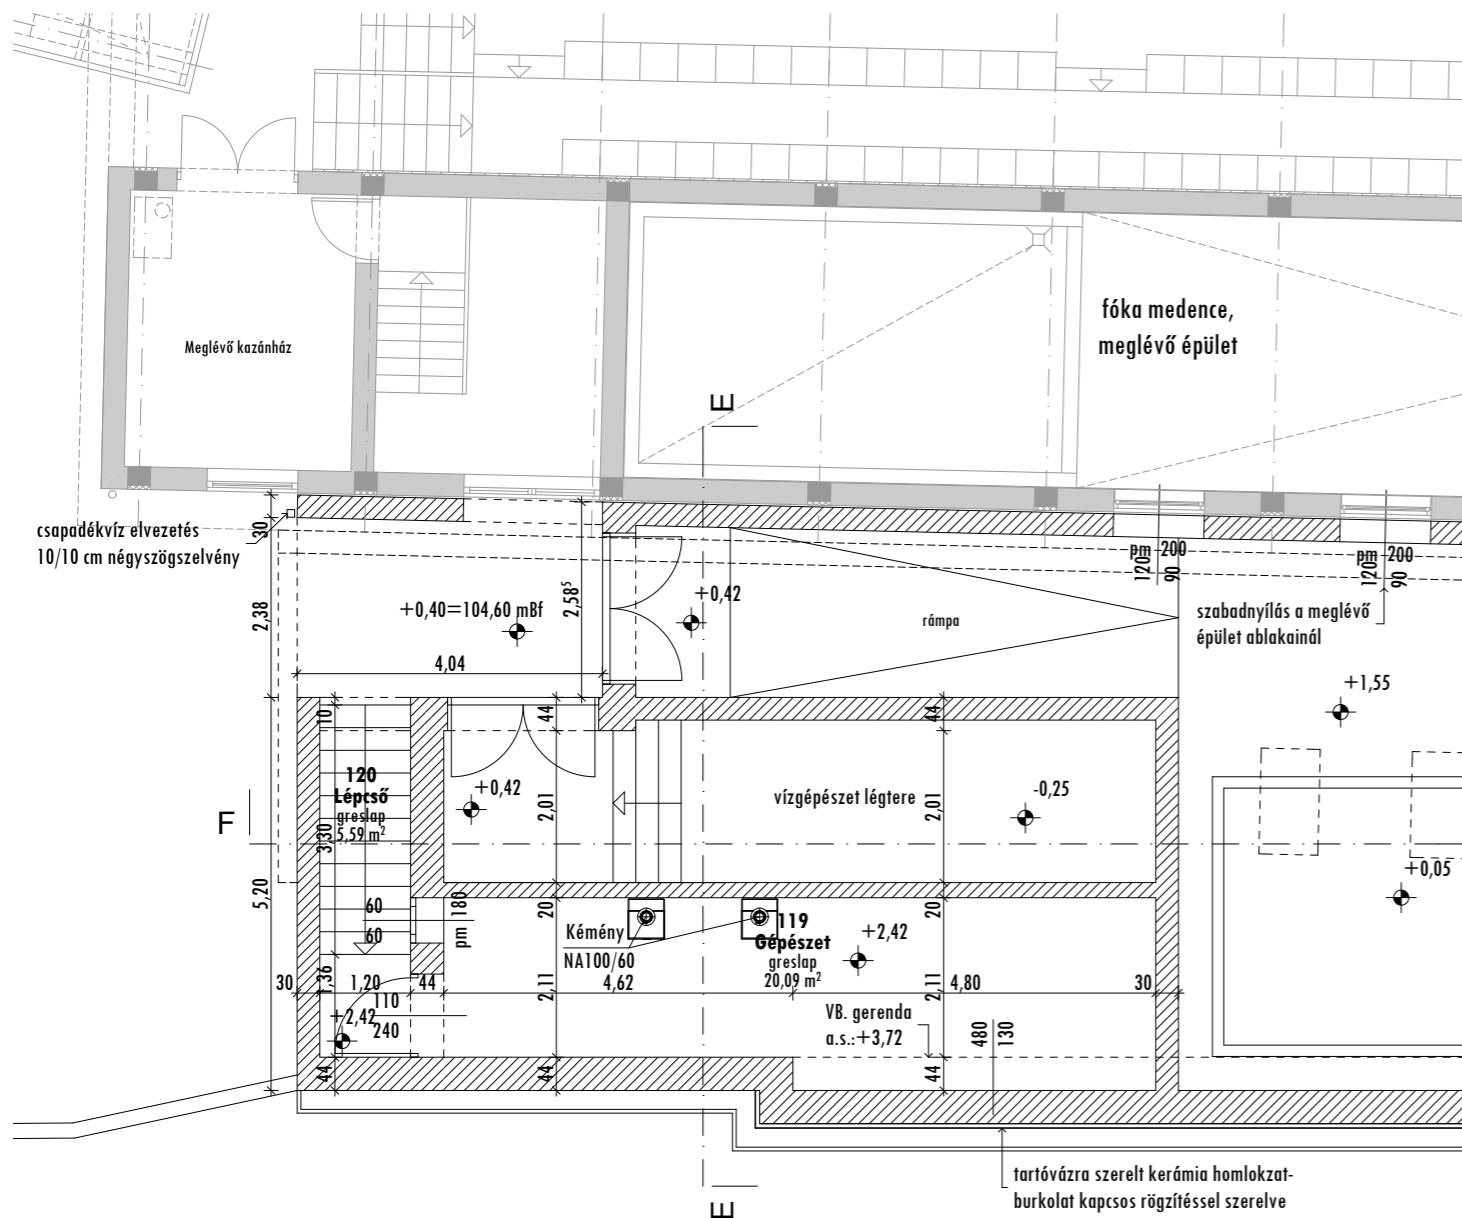 Meglévő kazánház
fóka medence,
meglévő épület
E
csapadékvíz elvezetés
10/10 cm négyszögszelvény
30
2,38
5,20
+0,40=104,60 mBf
4,04
2,58⁵
+0,42
rámpa
pm 200
120
90
pm 200
120
90
szabadnyílás a meglévő
épület ablakainál
+1,55
10
44
44
120
Lépcső
greslap
5,59 m²
3,30
+0,42
2,01
vízgépészet légtere
2,01
-0,25
F
+0,05
60
60
pm 180
20
20
Kémény
NA100/60
119
Gépészet
greslap
20,09 m²
+2,42
30
1,36
1,20
44
2,11
4,62
2,11
4,80
30
110
240
+2,42
VB. gerenda
a.s.:+3,72
480
130
44
44
44
tartóvázra szerelt kerámia homlokzat-
burkolat kapcsos rögzítéssel szerelve
E